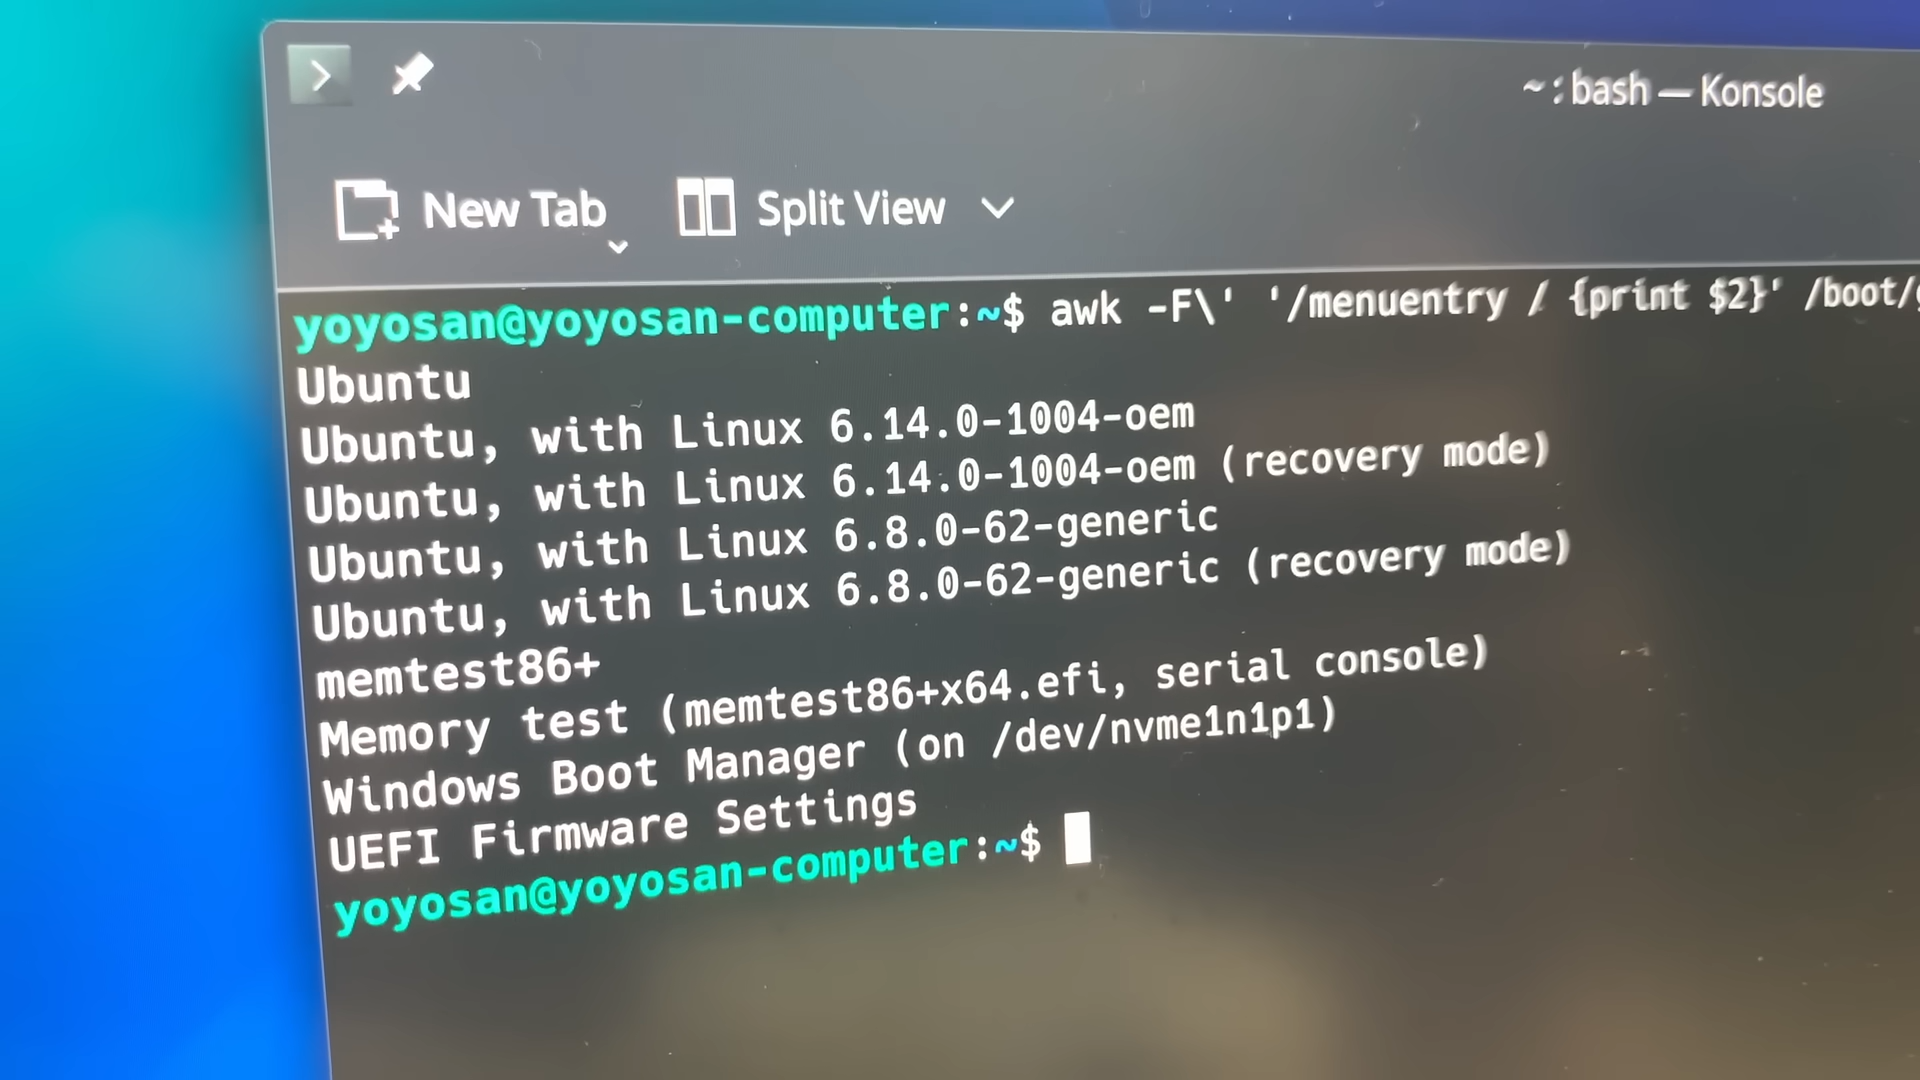 ~ : bash — Konsole
New Tab
Split View
yoyosan@yoyosan-computer:~$ awk -F\' '/menuentry / {print $2}' /boot/
Ubuntu
Ubuntu, with Linux 6.14.0-1004-oem
Ubuntu, with Linux 6.14.0-1004-oem (recovery mode)
Ubuntu, with Linux 6.8.0-62-generic
Ubuntu, with Linux 6.8.0-62-generic (recovery mode)
memtest86+
Memory test (memtest86+x64.efi, serial console)
Windows Boot Manager (on /dev/nvme1n1p1)
UEFI Firmware Settings
yoyosan@yoyosan-computer:~$